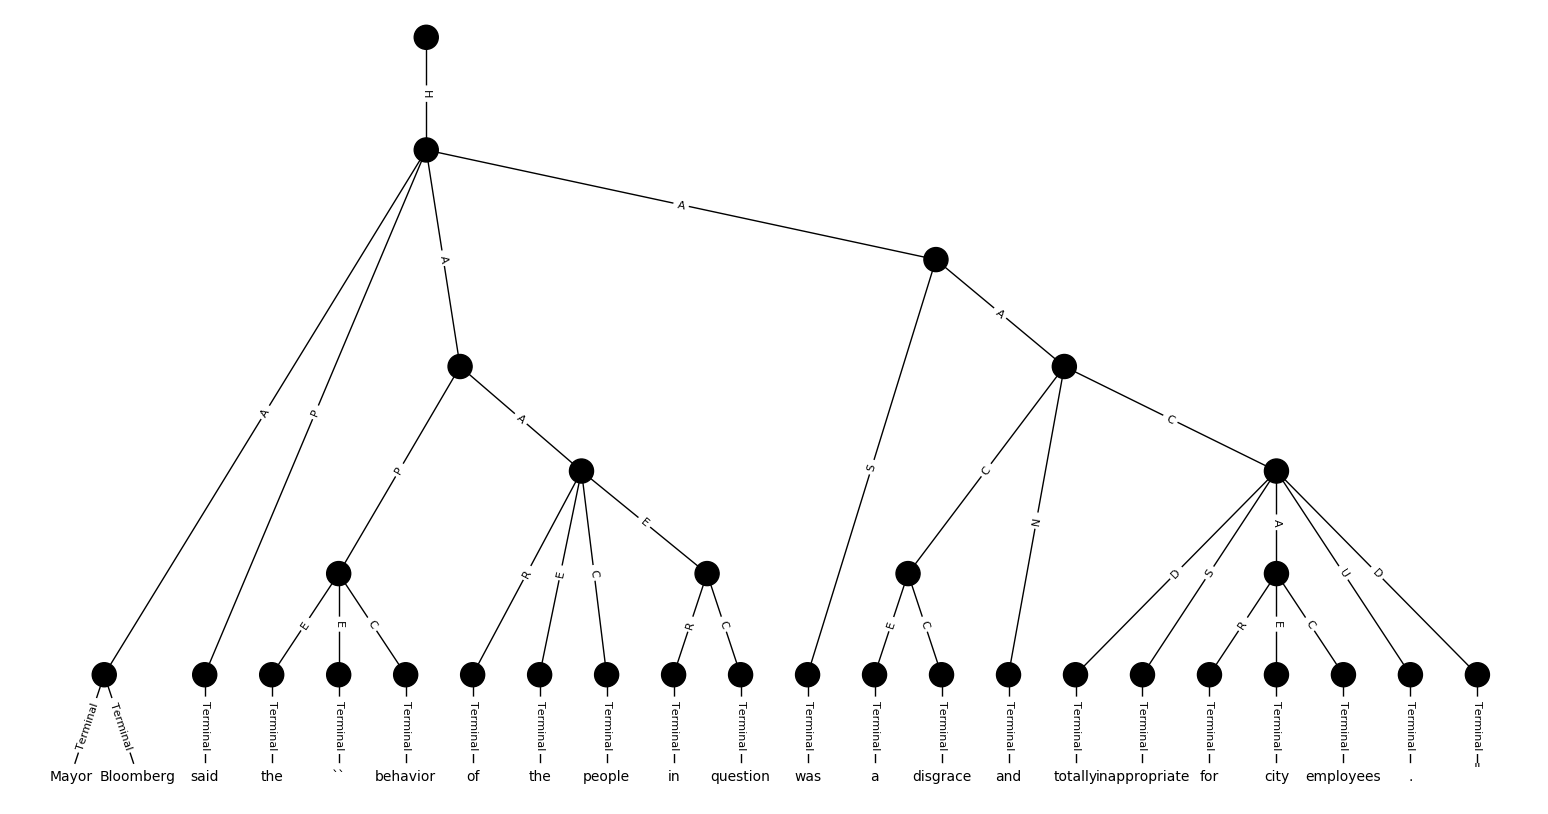 H
A
A
A
P
A
A
C
P
S
C
E
N
A
R
E
C
D
S
U
D
E
E
C
R
C
E
C
R
E
C
Terminal Terminal Terminal Terminal Terminal Terminal Terminal Terminal Terminal Terminal Terminal Terminal Terminal Terminal Terminal Terminal Terminal Terminal Terminal Terminal Terminal Terminal
Mayor Bloomberg said the `` behavior of the people in question was a disgrace and totally inappropriate for city employees . "